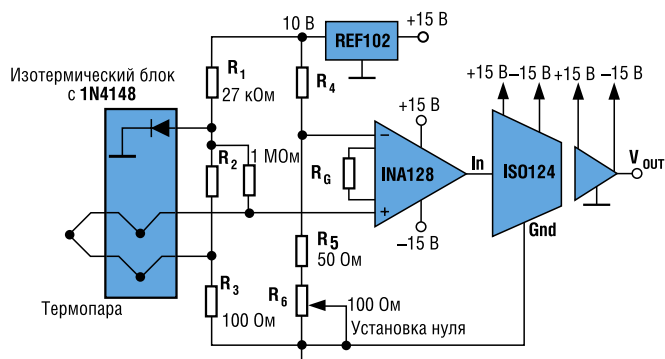 10 В
REF102
+15 В
Изотермический блок
с 1N4148
R1
27 кОм
R4
+15 В
−15 В
+15 В
−15 В
+15 В
R2
1 МОм
−
RG
INA128
+
In
ISO124
VOUT
−15 В
Gnd
R5
50 Ом
R3
100 Ом
R6
100 Ом
Установка нуля
Термопара